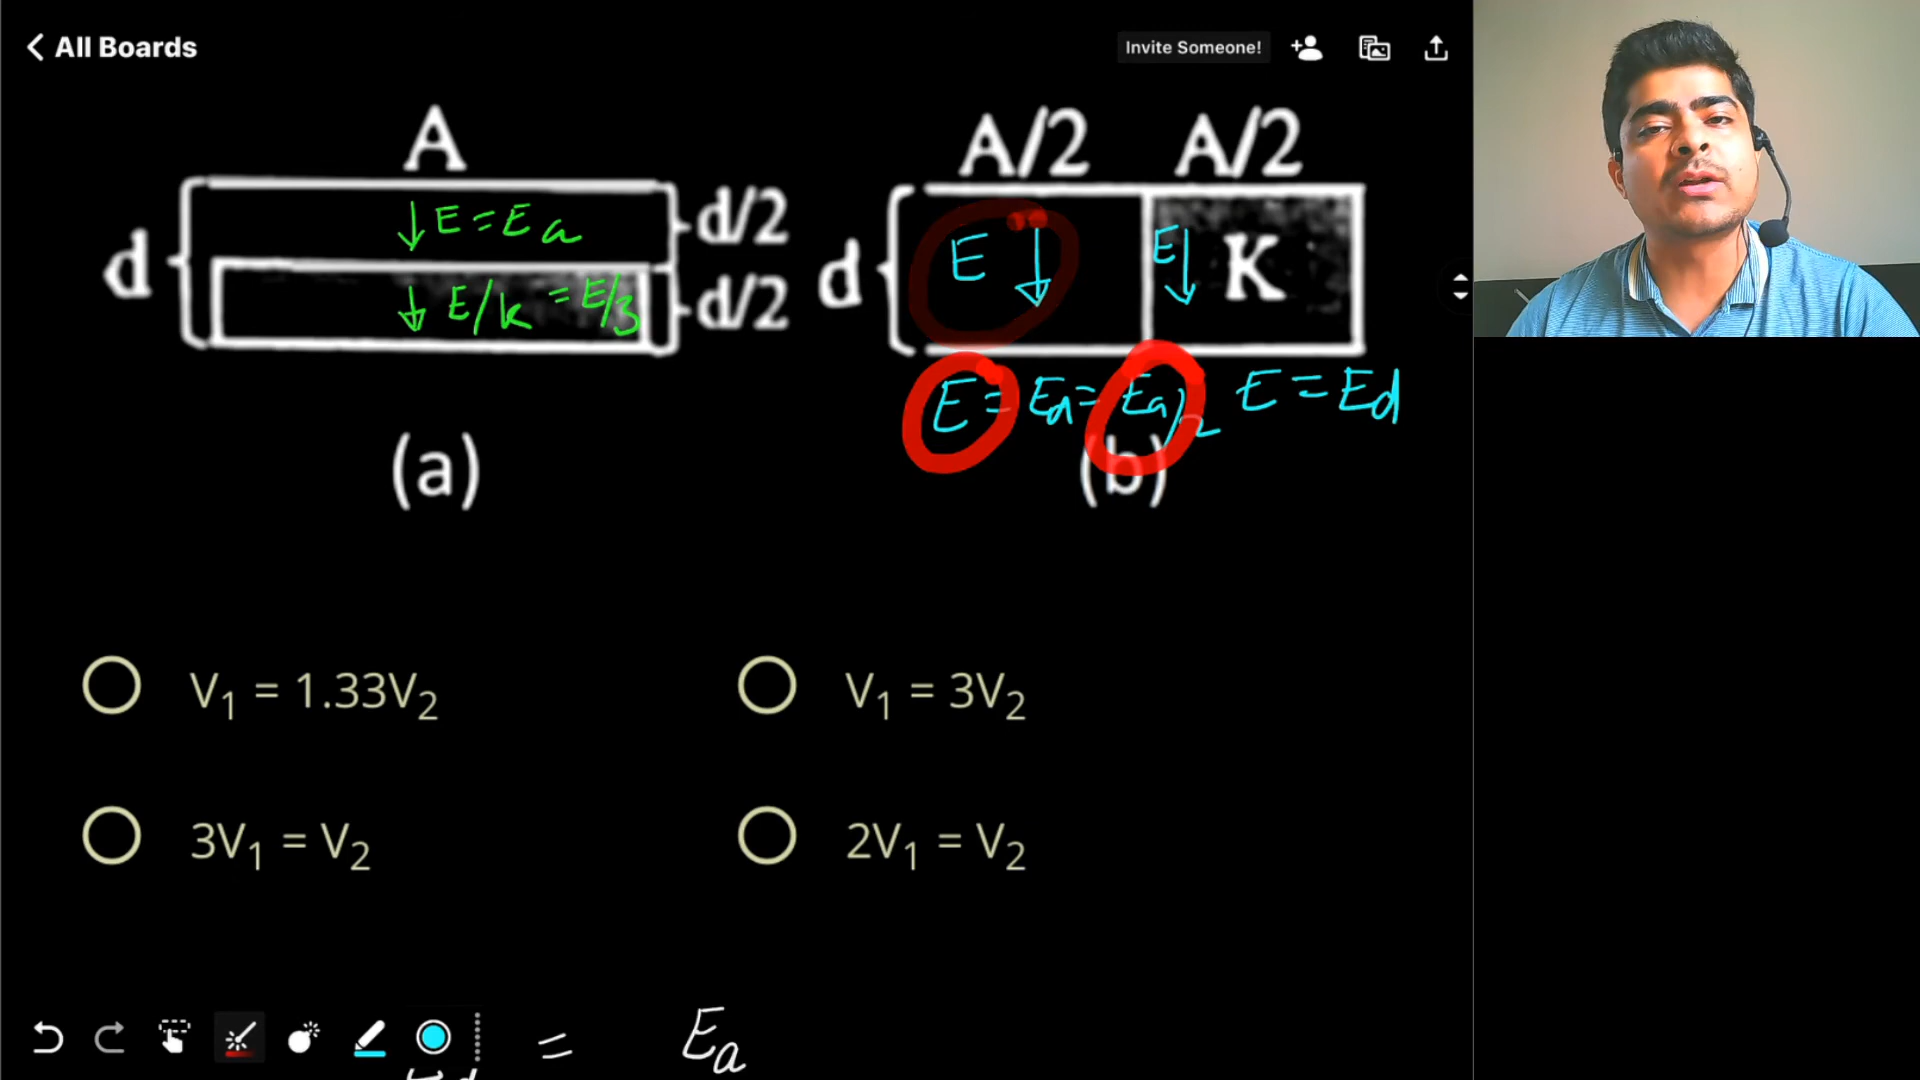 All Boards
Invite Someone!
A
d
↓ E = Ea
↓ E/k = E/3
d/2
d/2
(a)
A/2 A/2
d
E ↓
E↓ K
E = Ed = Ea/2 E = Ed
(b)
V₁ = 1.33V₂
V₁ = 3V₂
3V₁ = V₂
2V₁ = V₂
= Ea